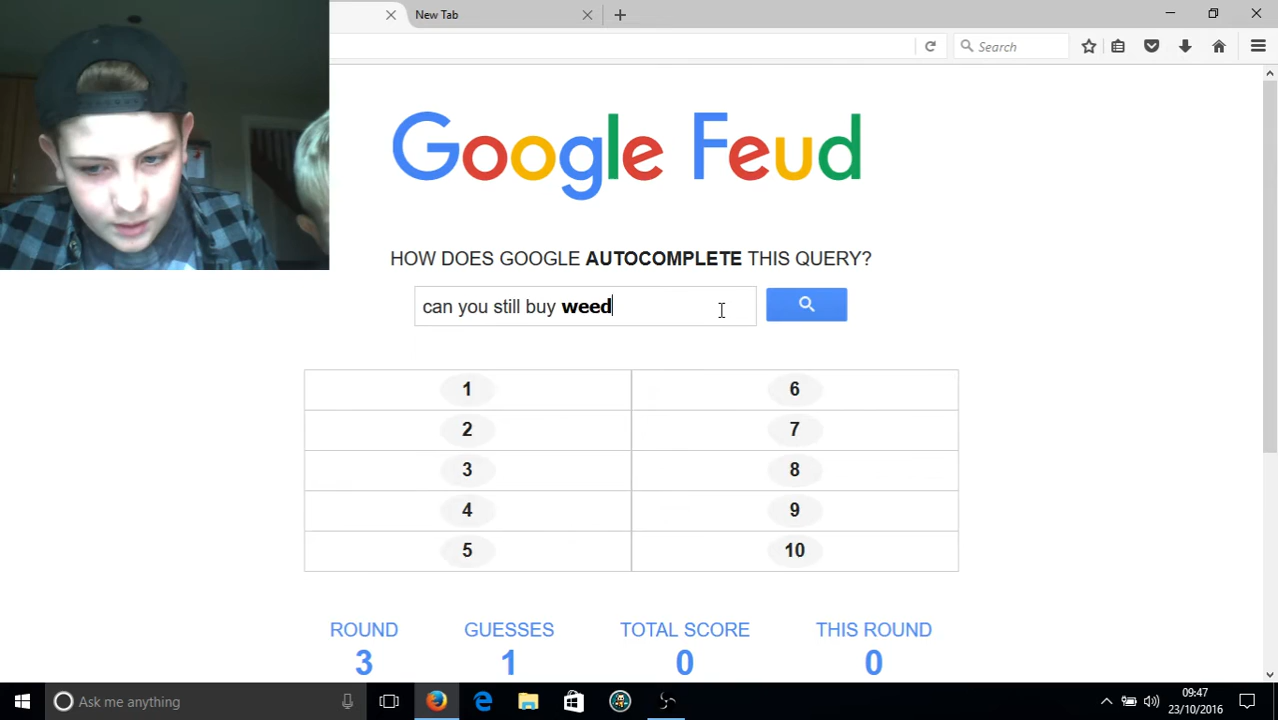 New Tab
Search
Google Feud
HOW DOES GOOGLE AUTOCOMPLETE THIS QUERY?
can you still buy weed
1 6
2 7
3 8
4 9
5 10
ROUND GUESSES TOTAL SCORE THIS ROUND
3 1 0 0
Ask me anything
09:47
23/10/2016